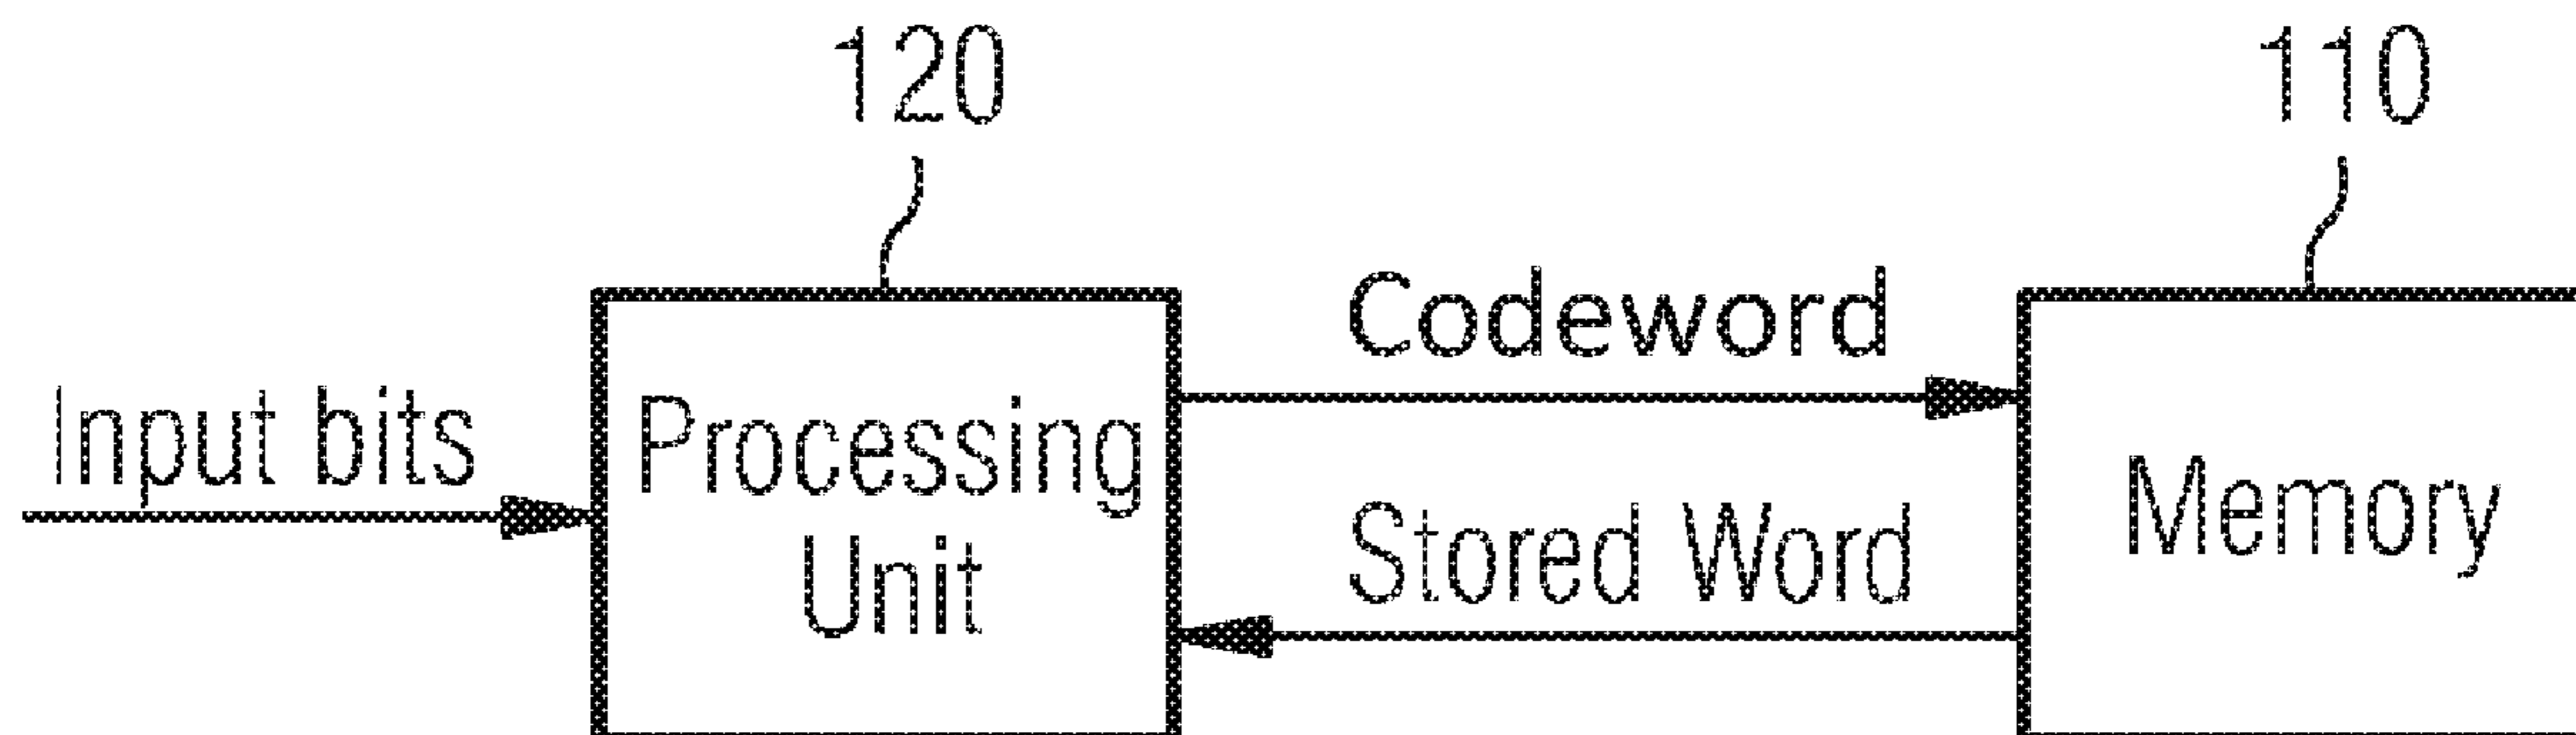 120
110
Codeword
Input bits
Processing
Unit
Stored Word
Memory